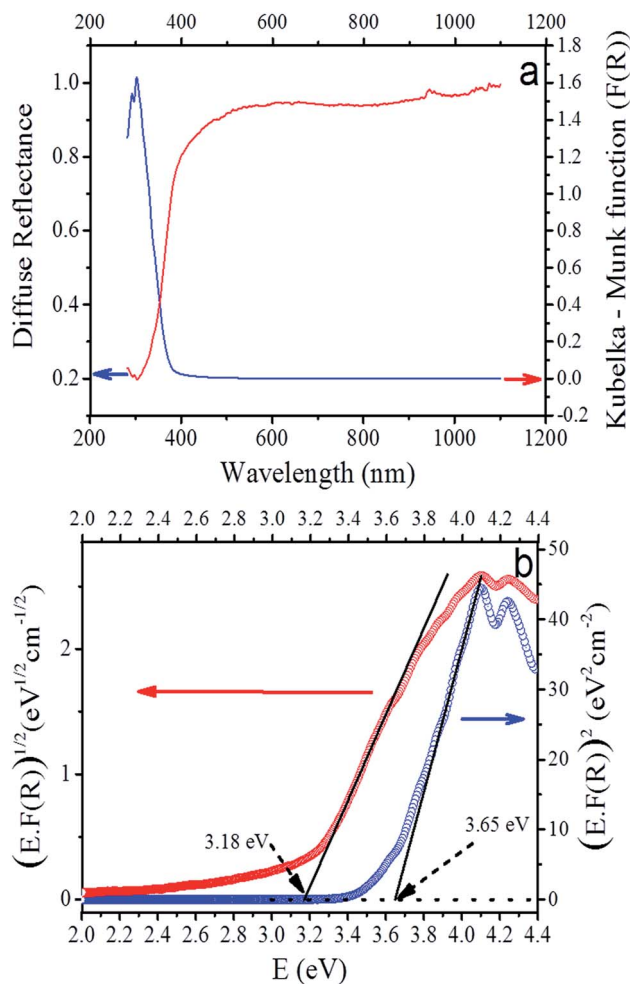 200 400 600 800 1000 1200
a
1.0
0.8
0.6
0.4
0.2
Diffuse Reflectance
1.8
1.6
1.4
1.2
1.0
0.8
0.6
0.4
0.2
0.0
-0.2
Kubelka - Munk function (F(R))
200 400 600 800 1000 1200
Wavelength (nm)
2.0 2.2 2.4 2.6 2.8 3.0 3.2 3.4 3.6 3.8 4.0 4.2 4.4
b
2
1
0
(E.F(R))1/2(eV1/2cm-1/2)
3.18 eV
3.65 eV
50
40
30
20
10
0
(E.F(R))2 (eV2cm-2)
2.0 2.2 2.4 2.6 2.8 3.0 3.2 3.4 3.6 3.8 4.0 4.2 4.4
E (eV)